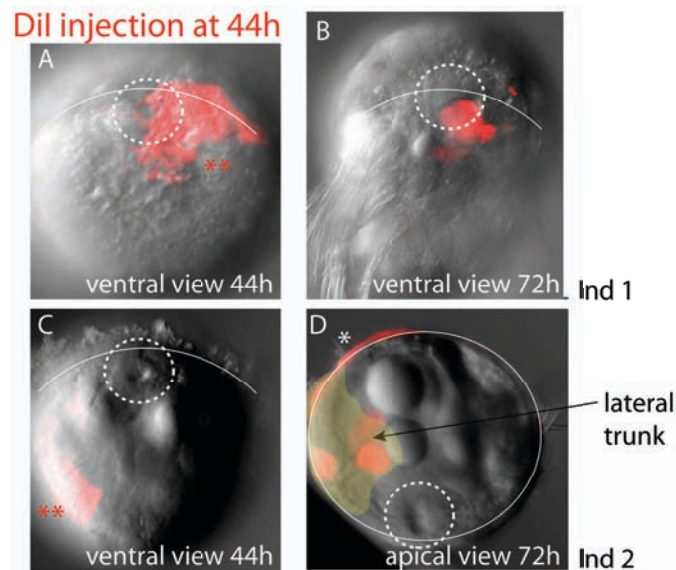 DiI injection at 44h
A
B
**
ventral view 44h
ventral view 72h
Ind 1
C
D
*
lateral
trunk
**
ventral view 44h
apical view 72h
Ind 2